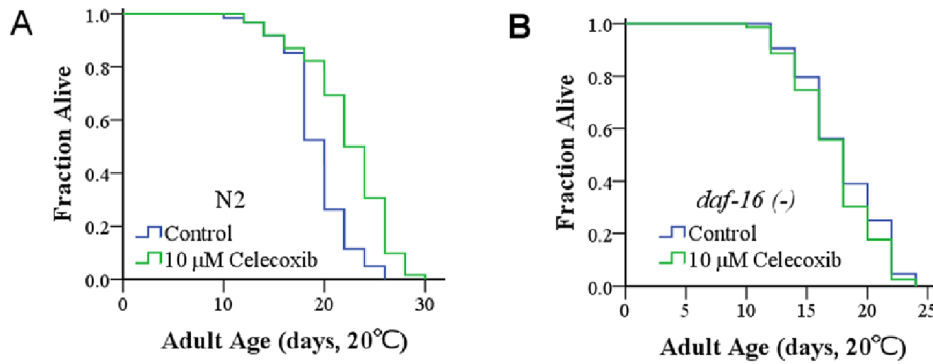 A
Fraction Alive
1.0
0.8
0.6
0.4
0.2
0.0
N2
Control
10 µM Celecoxib
0 10 20 30
Adult Age (days, 20℃)
B
Fraction Alive
1.0
0.8
0.6
0.4
0.2
0.0
daf-16 (-)
Control
10 µM Celecoxib
0 5 10 15 20 25
Adult Age (days, 20℃)